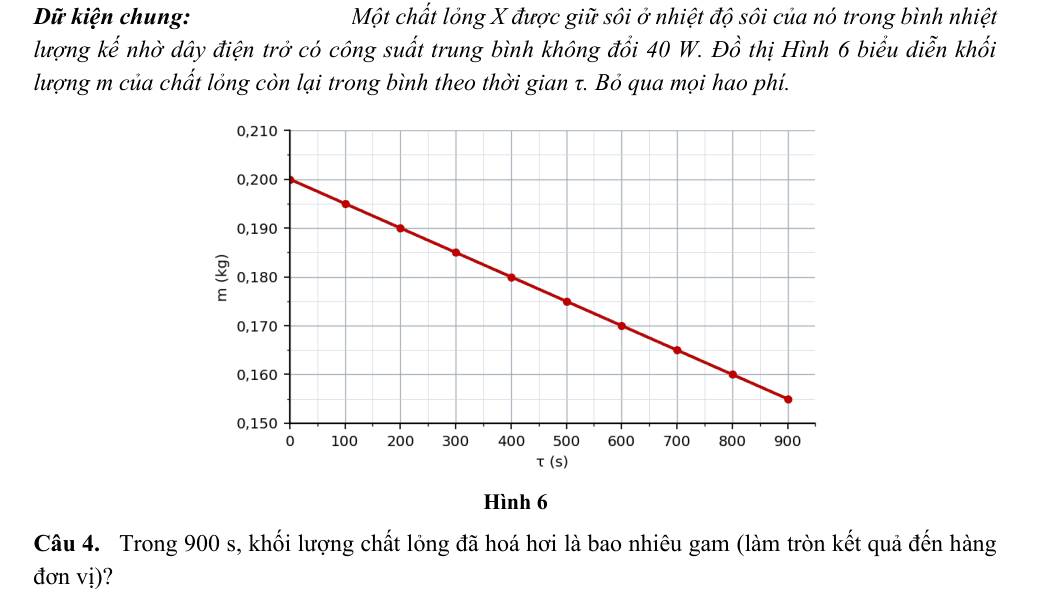 Dữ kiện chung: Một chất lỏng X được giữ sôi ở nhiệt độ sôi của nó trong bình nhiệt
lượng kế nhờ dây điện trở có công suất trung bình không đổi 40 W. Đồ thị Hình 6 biểu diễn khối
lượng m của chất lỏng còn lại trong bình theo thời gian τ. Bỏ qua mọi hao phí.
0,210
0,200
0,190
0,180
0,170
0,160
0,150
m (kg)
0 100 200 300 400 500 600 700 800 900
τ (s)
Hình 6
Câu 4. Trong 900 s, khối lượng chất lỏng đã hoá hơi là bao nhiêu gam (làm tròn kết quả đến hàng
đơn vị)?